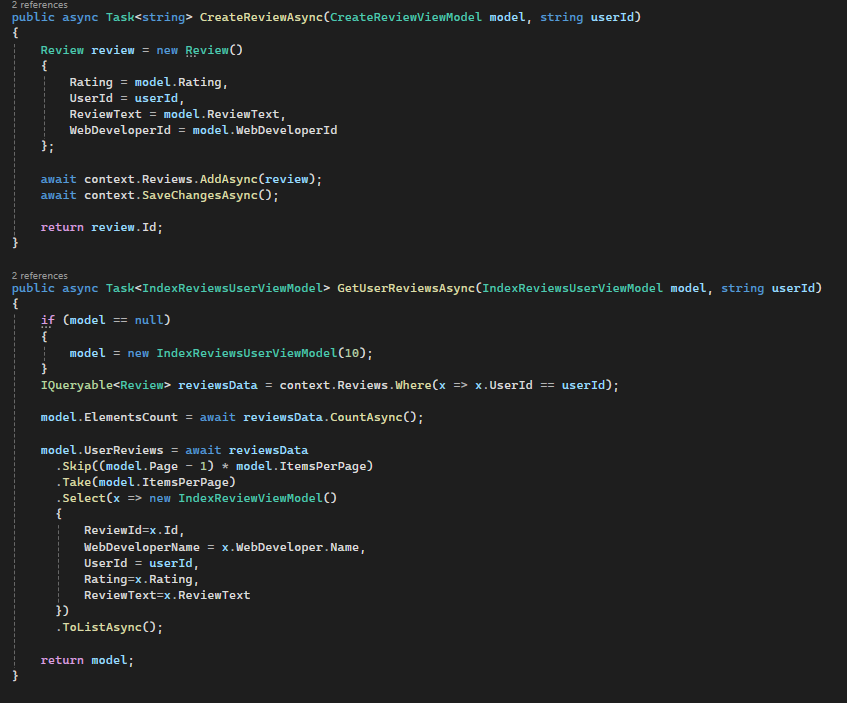 2 references
public async Task<string> CreateReviewAsync(CreateReviewViewModel model, string userId)
{
Review review = new Review()
{
Rating = model.Rating,
UserId = userId,
ReviewText = model.ReviewText,
WebDeveloperId = model.WebDeveloperId
};
await context.Reviews.AddAsync(review);
await context.SaveChangesAsync();
return review.Id;
}
2 references
public async Task<IndexReviewsUserViewModel> GetUserReviewsAsync(IndexReviewsUserViewModel model, string userId)
{
if (model == null)
{
model = new IndexReviewsUserViewModel(10);
}
IQueryable<Review> reviewsData = context.Reviews.Where(x => x.UserId == userId);
model.ElementsCount = await reviewsData.CountAsync();
model.UserReviews = await reviewsData
.Skip((model.Page - 1) * model.ItemsPerPage)
.Take(model.ItemsPerPage)
.Select(x => new IndexReviewViewModel()
{
ReviewId=x.Id,
WebDeveloperName = x.WebDeveloper.Name,
UserId = userId,
Rating=x.Rating,
ReviewText=x.ReviewText
})
.ToListAsync();
return model;
}